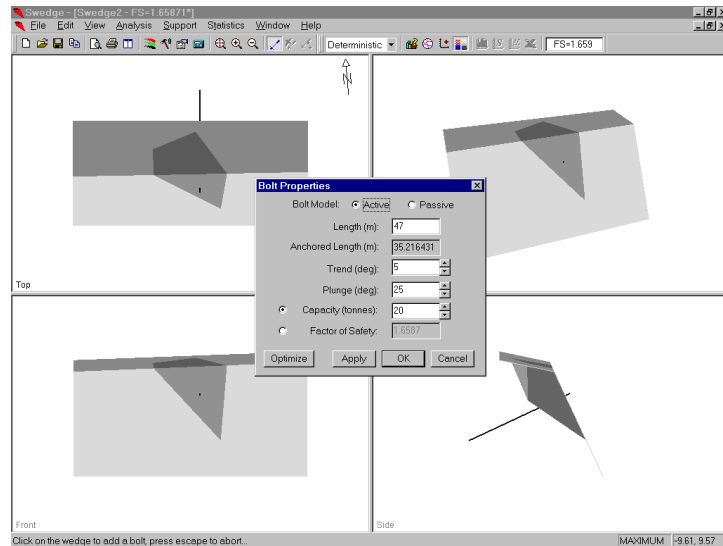 Swedge - [Swedge2 - FS=1.65871*]
File Edit View Analysis Support Statistics Window Help
Deterministic
FS=1.659
N
Top
Bolt Properties
Bolt Model: Active Passive
Length (m): 47
Anchored Length (m): 35.216431
Trend (deg): 5
Plunge (deg): 25
Capacity (tonnes): 20
Factor of Safety: 1.6587
Optimize Apply OK Cancel
Front
Side
Click on the wedge to add a bolt, press escape to abort...
MAXIMUM -9.61, 9.57